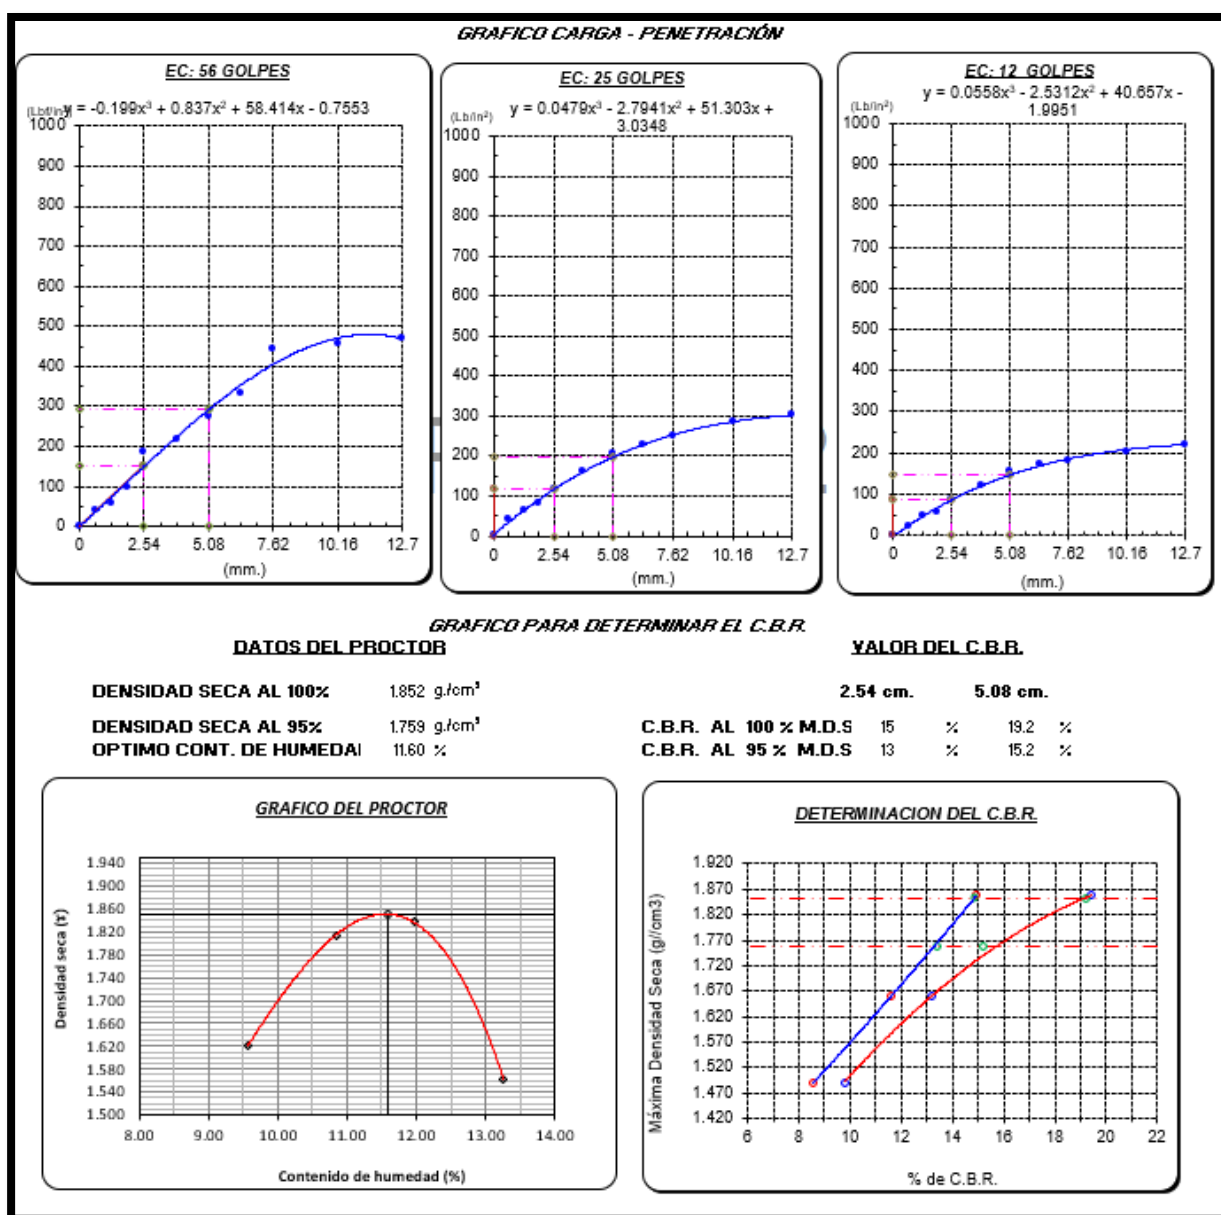 GRAFICO CARGA - PENETRACIÓN
EC: 56 GOLPES
y = -0.199x³ + 0.837x² + 58.414x - 0.7553
1000
900
800
700
600
500
400
300
200
100
0
0 2.54 5.08 7.62 10.16 12.7
(mm.)
EC: 25 GOLPES
(Lb/in²)
y = 0.0479x³ - 2.7941x² + 51.303x +
3.0348
1000
900
800
700
600
500
400
300
200
100
0
0 2.54 5.08 7.62 10.16 12.7
(mm.)
EC: 12 GOLPES
(Lb/in²)
y = 0.0558x³ - 2.5312x² + 40.657x -
1.9951
1000
900
800
700
600
500
400
300
200
100
0
0 2.54 5.08 7.62 10.16 12.7
(mm.)
GRAFICO PARA DETERMINAR EL C.B.R.
DATOS DEL PROCTOR
DENSIDAD SECA AL 100% 1.852 g./cm³
DENSIDAD SECA AL 95% 1.759 g./cm³
OPTIMO CONT. DE HUMEDAI 11.60 %
VALOR DEL C.B.R.
2.54 cm. 5.08 cm.
C.B.R. AL 100 % M.D.S 15 % 19.2 %
C.B.R. AL 95 % M.D.S 13 % 15.2 %
GRAFICO DEL PROCTOR
Densidad seca (ɤ)
1.940
1.900
1.860
1.820
1.780
1.740
1.700
1.660
1.620
1.580
1.540
1.500
8.00 9.00 10.00 11.00 12.00 13.00 14.00
Contenido de humedad (%)
DETERMINACION DEL C.B.R.
Máxima Densidad Seca (g//cm3)
1.920
1.870
1.820
1.770
1.720
1.670
1.620
1.570
1.520
1.470
1.420
6 8 10 12 14 16 18 20 22
% de C.B.R.